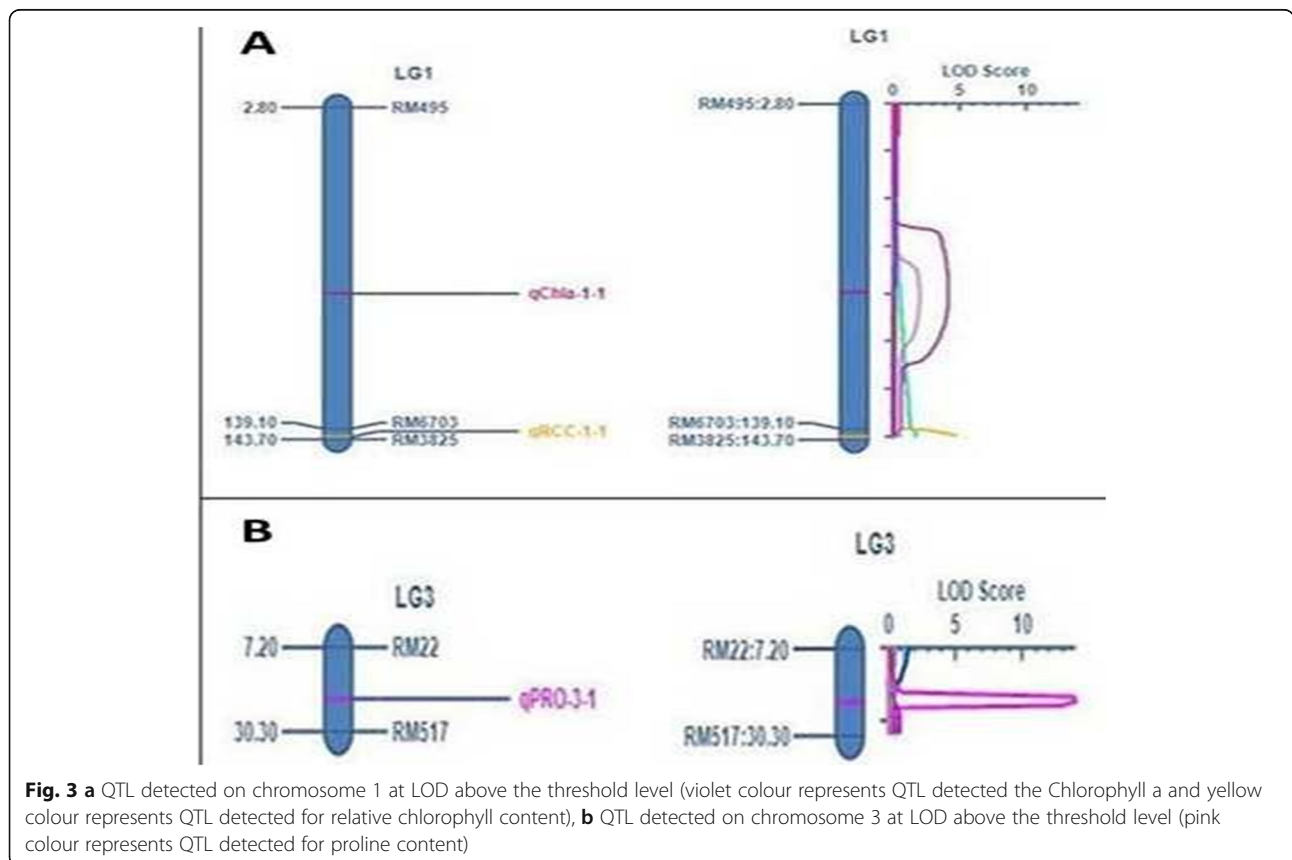 A
LG1
2.80
RM495
qChla-1-1
139.10
RM6703
qRCC-1-1
143.70
RM3825
LG1
LOD Score
0 5 10
RM495:2.80
RM6703:139.10
RM3825:143.70
B
LG3
7.20
RM22
qPRO-3-1
30.30
RM517
LG3
LOD Score
0 5 10
RM22:7.20
RM517:30.30
Fig. 3 a QTL detected on chromosome 1 at LOD above the threshold level (violet colour represents QTL detected the Chlorophyll a and yellow
colour represents QTL detected for relative chlorophyll content), b QTL detected on chromosome 3 at LOD above the threshold level (pink
colour represents QTL detected for proline content)